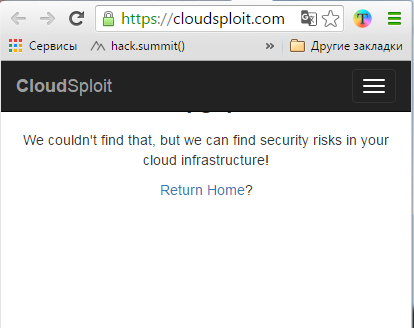 https://cloudsploit.com
Сервисы hack.summit() » Другие закладки
CloudSploit
We couldn't find that, but we can find security risks in your
cloud infrastructure!
Return Home?